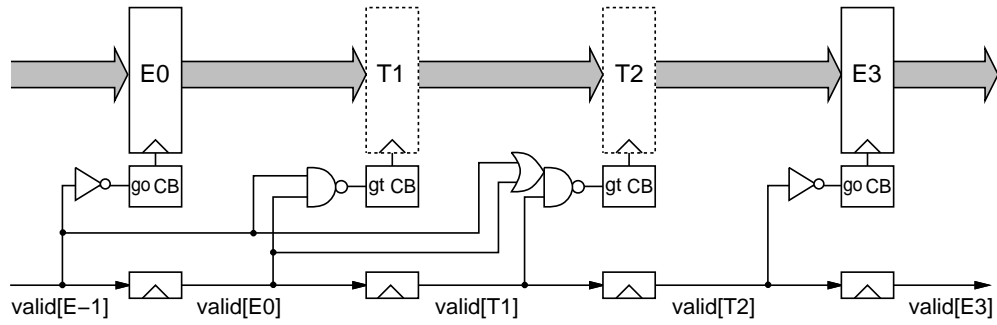 E0
T1
T2
E3
go CB
gt CB
gt CB
go CB
valid[E−1]
valid[E0]
valid[T1]
valid[T2]
valid[E3]